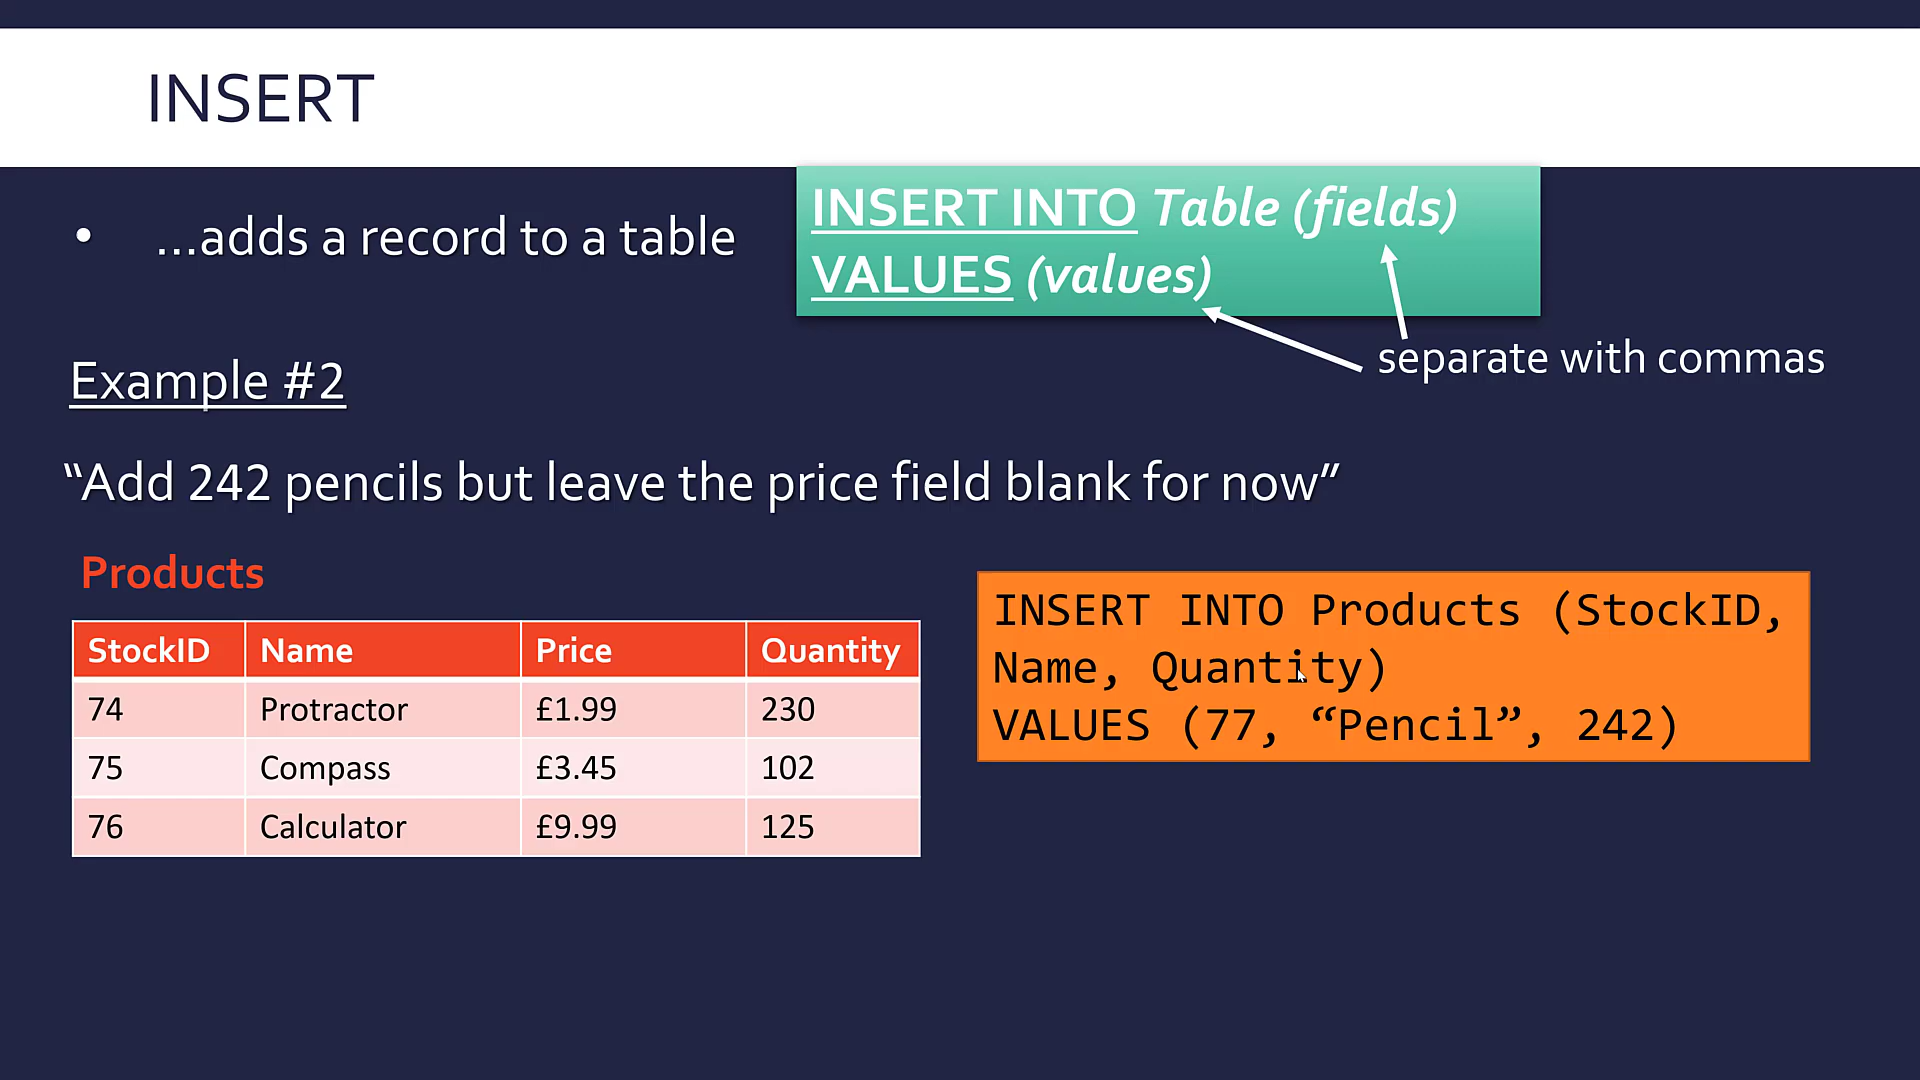 INSERT
• ...adds a record to a table
INSERT INTO Table (fields)
VALUES (values)
separate with commas
Example #2
“Add 242 pencils but leave the price field blank for now”
Products
StockID Name Price Quantity
74 Protractor £1.99 230
75 Compass £3.45 102
76 Calculator £9.99 125
INSERT INTO Products (StockID,
Name, Quantity)
VALUES (77, “Pencil”, 242)